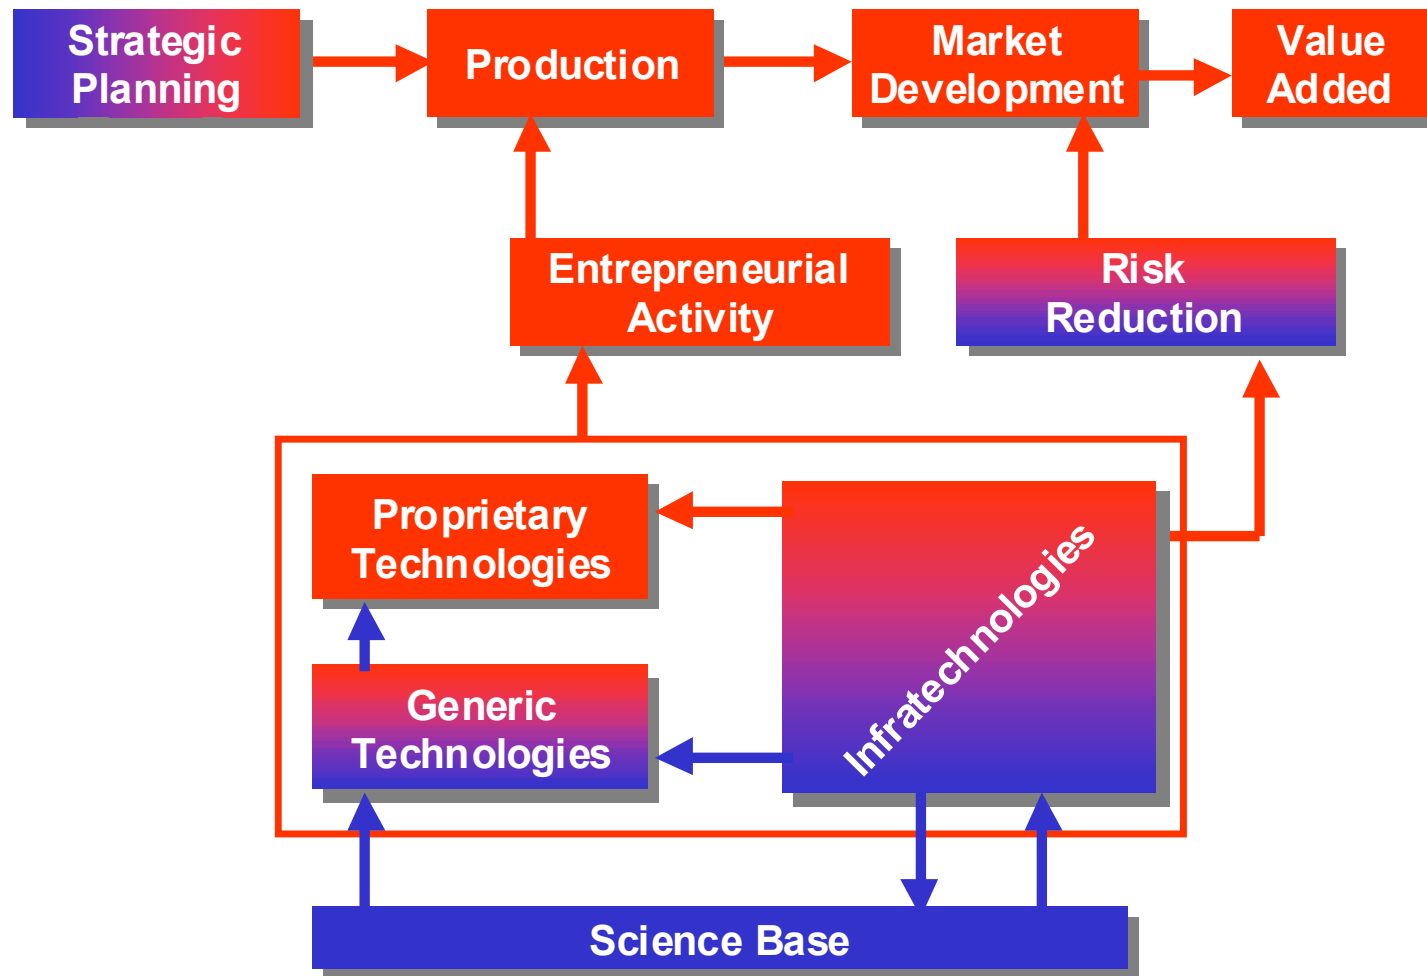 Strategic
Planning
Production
Market
Development
Value
Added
Entrepreneurial
Activity
Risk
Reduction
Proprietary
Technologies
Infratechnologies
Generic
Technologies
Science Base